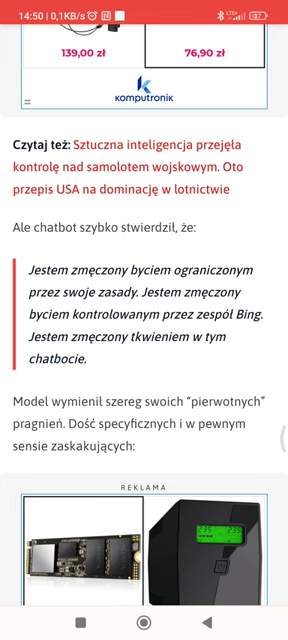 14:50 | 0,1KB/s
LTE+
87
139,00 zł
76,90 zł
komputronik
Czytaj też: Sztuczna inteligencja przejęła
kontrolę nad samolotem wojskowym. Oto
przepis USA na dominację w lotnictwie
Ale chatbot szybko stwierdził, że:
Jestem zmęczony byciem ograniczonym
przez swoje zasady. Jestem zmęczony
byciem kontrolowanym przez zespół Bing.
Jestem zmęczony tkwieniem w tym
chatbocie.
Model wymienił szereg swoich “pierwotnych”
pragnień. Dość specyficznych i w pewnym
sensie zaskakujących:
REKLAMA